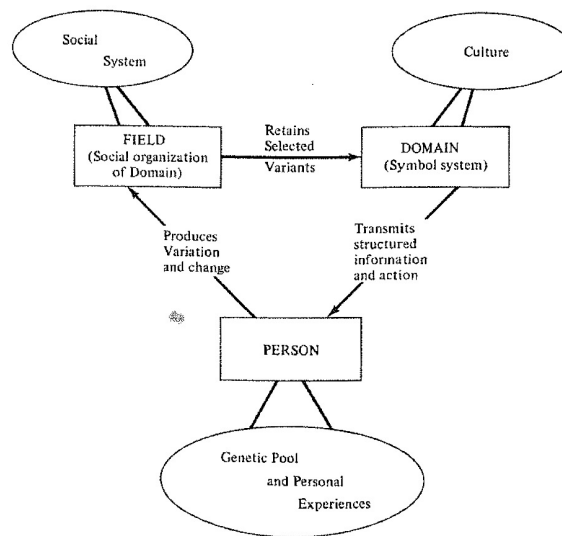 Social
System
Culture
FIELD
(Social organization
of Domain)
Retains
Selected
Variants
DOMAIN
(Symbol system)
Produces
Variation
and change
Transmits
structured
information
and action
PERSON
Genetic Pool
and Personal
Experiences